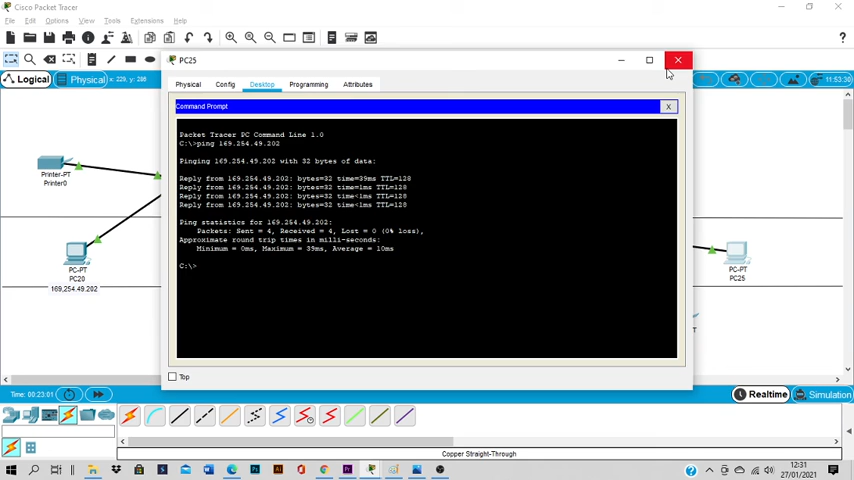 Cisco Packet Tracer
File Edit Options View Tools Extensions Help
Logical Physical x: 229, y: 286 11:53:30
PC25
Physical Config Desktop Programming Attributes
Command Prompt X
Packet Tracer PC Command Line 1.0
C:\>ping 169.254.49.202
Pinging 169.254.49.202 with 32 bytes of data:
Reply from 169.254.49.202: bytes=32 time=39ms TTL=128
Reply from 169.254.49.202: bytes=32 time=1ms TTL=128
Reply from 169.254.49.202: bytes=32 time<1ms TTL=128
Reply from 169.254.49.202: bytes=32 time<1ms TTL=128
Ping statistics for 169.254.49.202:
Packets: Sent = 4, Received = 4, Lost = 0 (0% loss),
Approximate round trip times in milli-seconds:
Minimum = 0ms, Maximum = 39ms, Average = 10ms
C:\>
Top
Printer-PT
Printer0
PC-PT
PC20
169,254.49.202
PC-PT
PC25
T
Time: 00:23:01 Realtime Simulation
Copper Straight-Through
12:31
27/01/2021